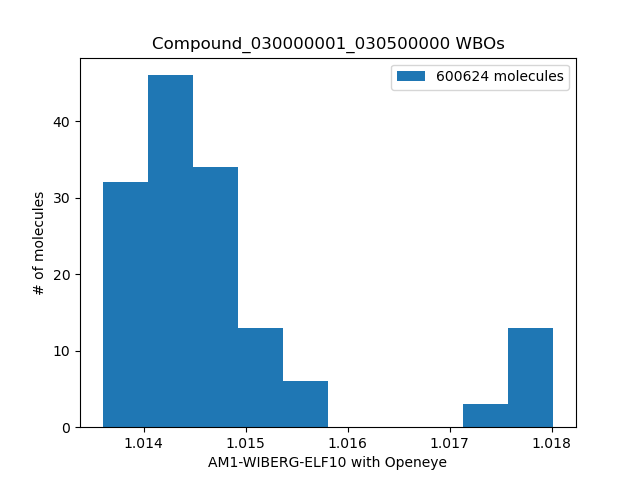 Compound_030000001_030500000 WBOs
600624 molecules
# of molecules
40
30
20
10
0
1.014 1.015 1.016 1.017 1.018
AM1-WIBERG-ELF10 with Openeye